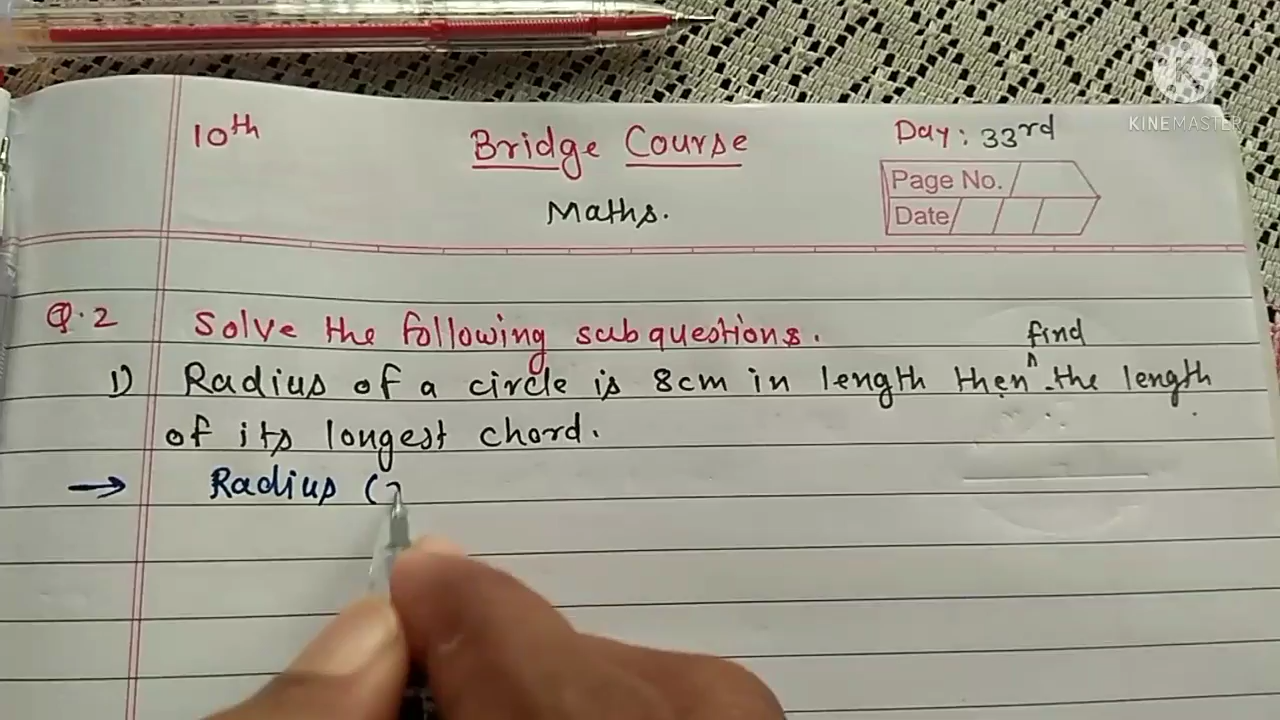 10th
Bridge Course
Day: 33rd
Maths.
Page No.
Date
KINEMASTER
Q.2 Solve the following subquestions.
find
1) Radius of a circle is 8cm in length then the length
of its longest chord.
→ Radius (